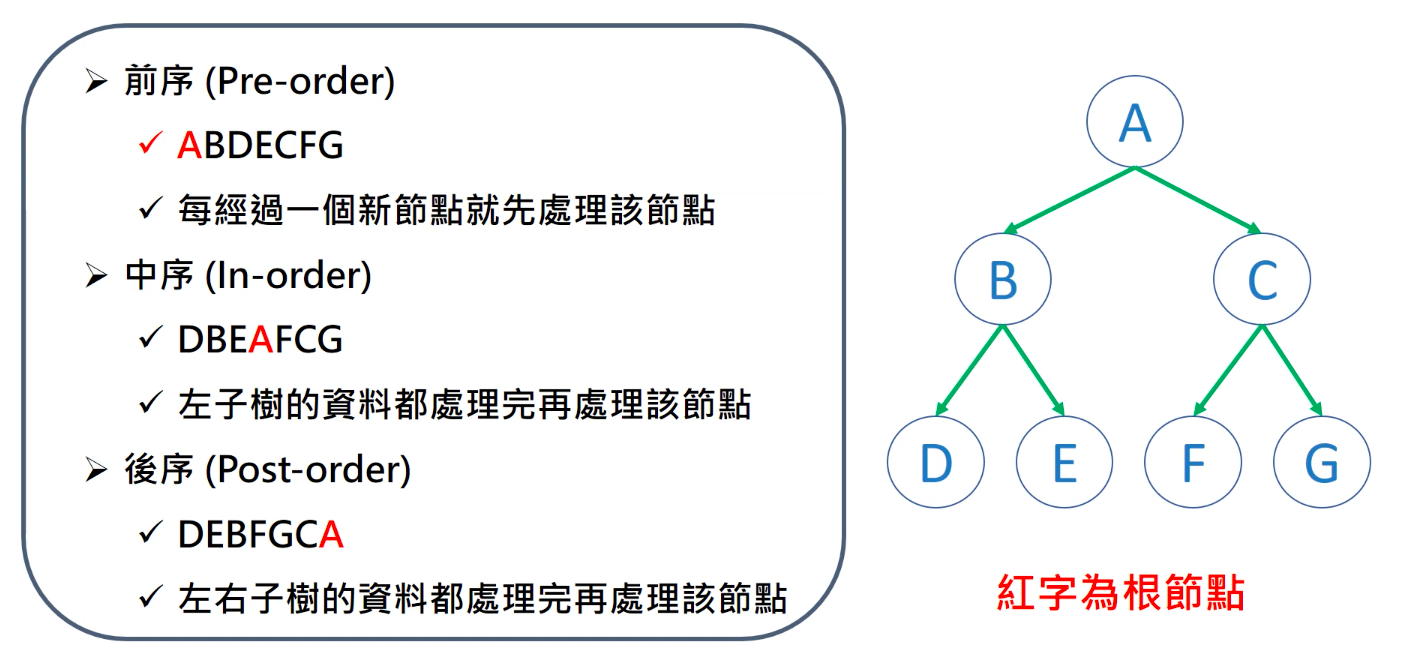 ➢ 前序 (Pre-order)
✓ ABDECFG
✓ 每經過一個新節點就先處理該節點
➢ 中序 (In-order)
✓ DBEAFCG
✓ 左子樹的資料都處理完再處理該節點
➢ 後序 (Post-order)
✓ DEBFGCA
✓ 左右子樹的資料都處理完再處理該節點
A
B C
D E F G
紅字為根節點